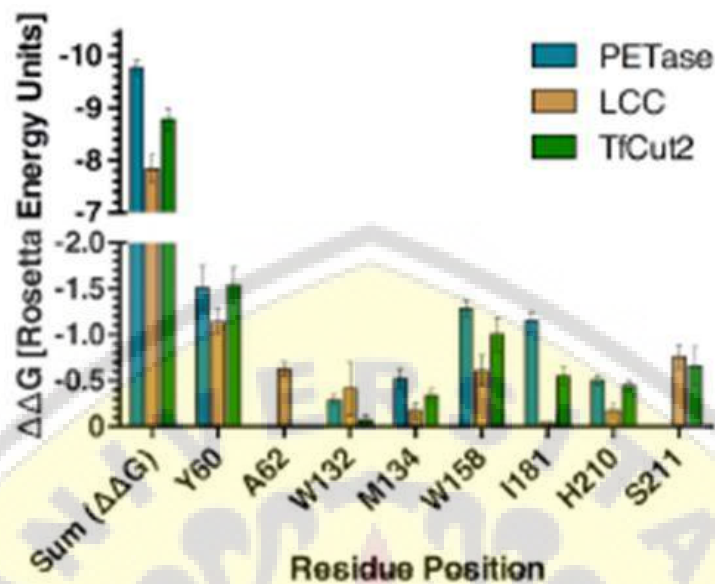 ΔΔG [Rosetta Energy Units]
-10
-9
-8
-7
-2.0
-1.5
-1.0
-0.5
0
PETase
LCC
TfCut2
Sum (ΔΔG)
Y60
A62
W132
M134
W158
I181
H210
S211
Residue Position